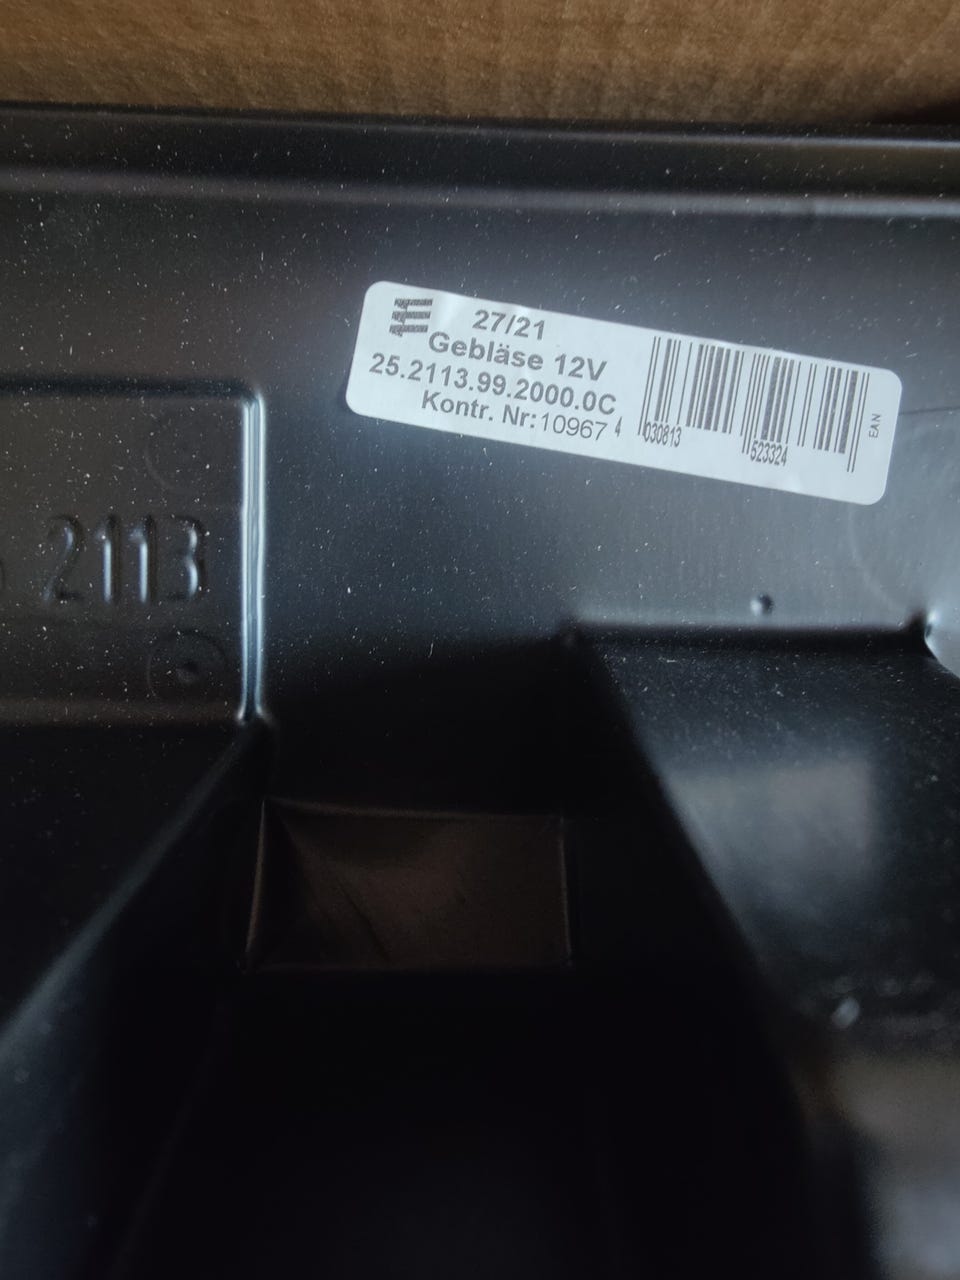 27/21
Gebläse 12V
25.2113.99.2000.0C
Kontr. Nr:10967
4 030813 523324
EAN
2113